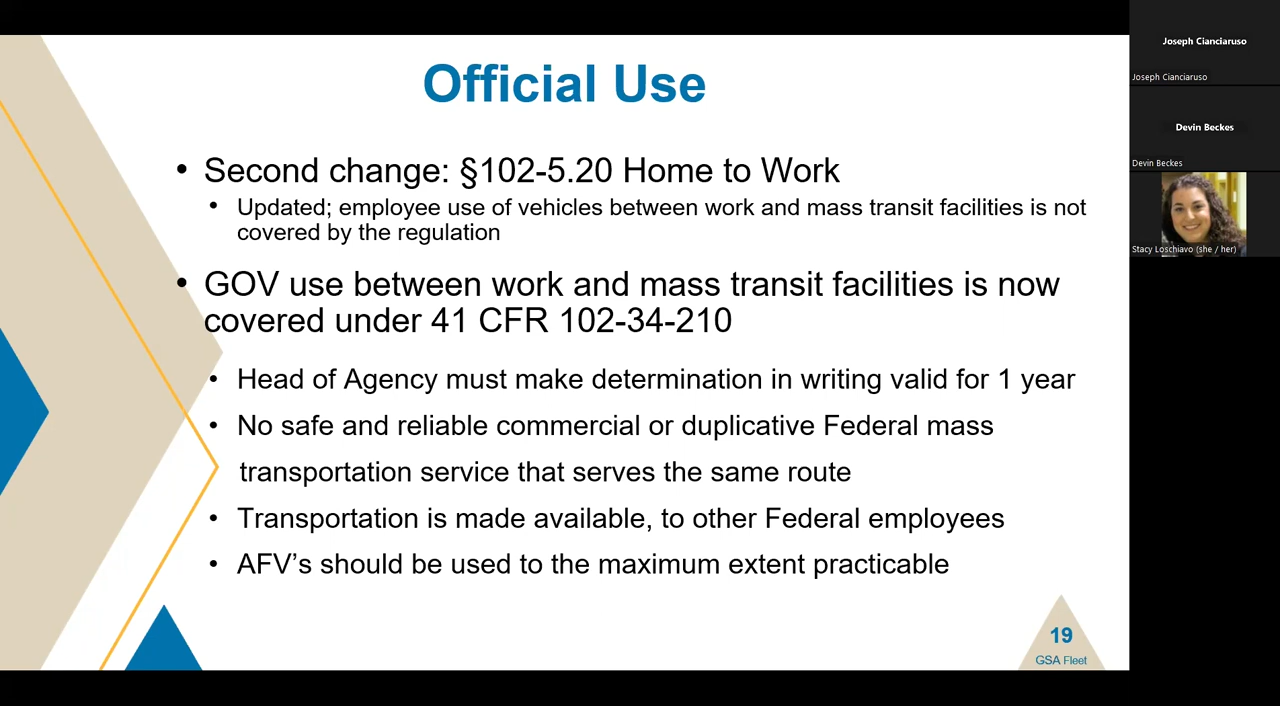 Official Use
• Second change: §102-5.20 Home to Work
• Updated; employee use of vehicles between work and mass transit facilities is not
covered by the regulation
• GOV use between work and mass transit facilities is now
covered under 41 CFR 102-34-210
• Head of Agency must make determination in writing valid for 1 year
• No safe and reliable commercial or duplicative Federal mass
transportation service that serves the same route
• Transportation is made available, to other Federal employees
• AFV’s should be used to the maximum extent practicable
19
GSA Fleet
Joseph Cianciaruso
Joseph Cianciaruso
Devin Beckes
Devin Beckes
Stacy Loschiavo (she / her)